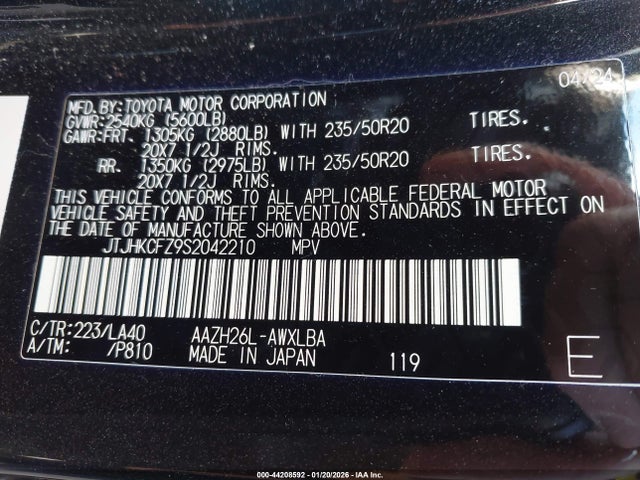 04/24
MFD.BY:TOYOTA MOTOR CORPORATION
GVWR:2540KG (5600LB)
GAWR:FRT. 1305KG (2880LB) WITH 235/50R20 TIRES.
20X7 1/2J RIMS.
RR. 1350KG (2975LB) WITH 235/50R20 TIRES.
20X7 1/2J RIMS.
THIS VEHICLE CONFORMS TO ALL APPLICABLE FEDERAL MOTOR
VEHICLE SAFETY AND THEFT PREVENTION STANDARDS IN EFFECT ON
THE DATE OF MANUFACTURE SHOWN ABOVE.
JTJHKCFZ9S2042210 MPV
C/TR:223/LA40 AAZH26L-AWXLBA
A/TM: /P810 MADE IN JAPAN 119 E
000-44208592 — 01/20/2026 — IAA Inc.